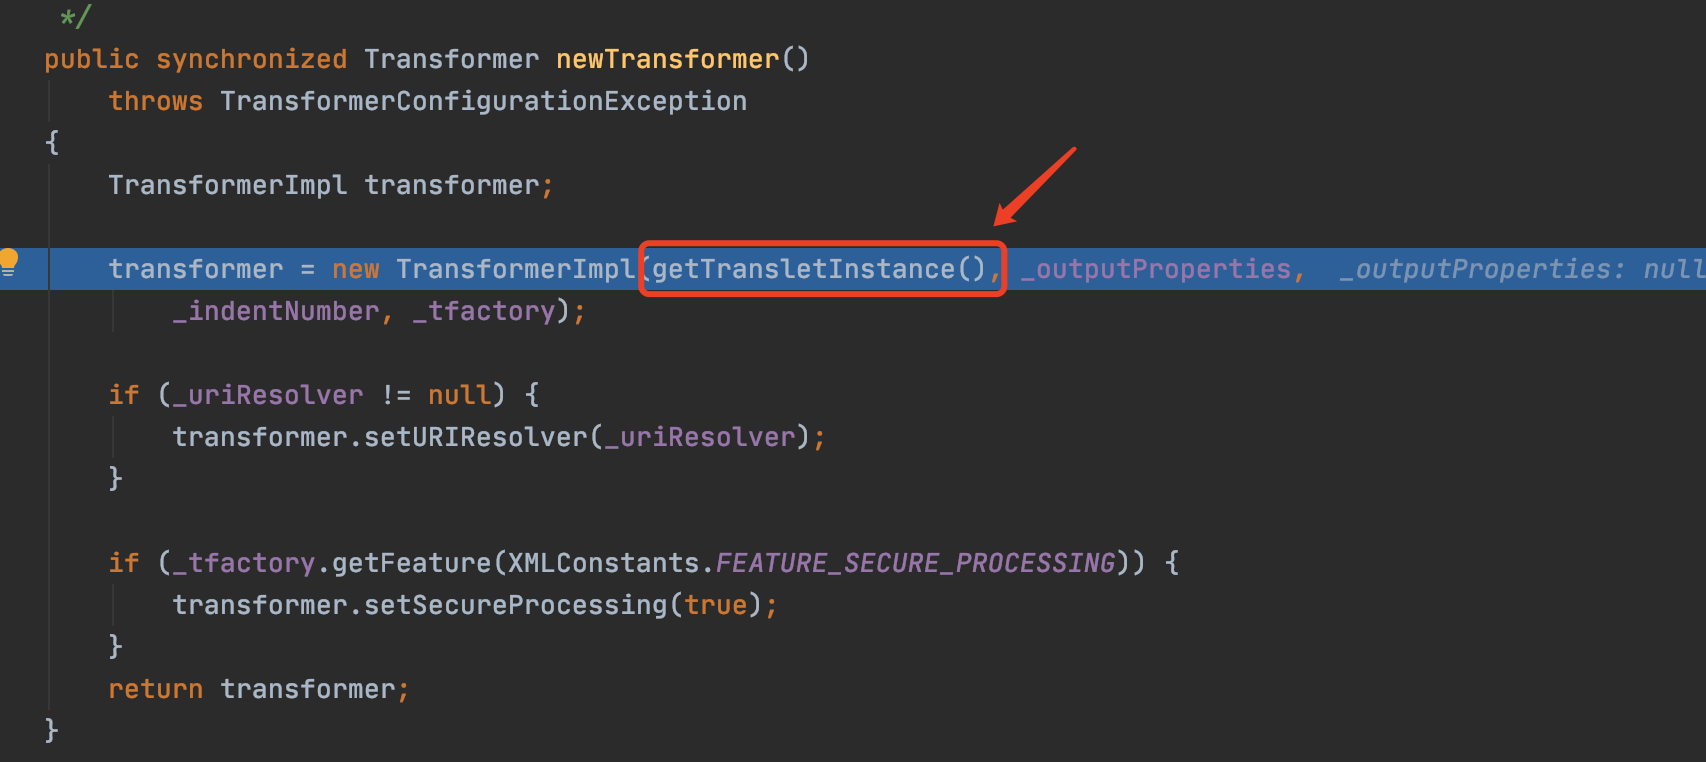 */
public synchronized Transformer newTransformer()
throws TransformerConfigurationException
{
TransformerImpl transformer;
transformer = new TransformerImpl(getTransletInstance(), _outputProperties, _outputProperties: null
_indentNumber, _tfactory);
if (_uriResolver != null) {
transformer.setURIResolver(_uriResolver);
}
if (_tfactory.getFeature(XMLConstants.FEATURE_SECURE_PROCESSING)) {
transformer.setSecureProcessing(true);
}
return transformer;
}